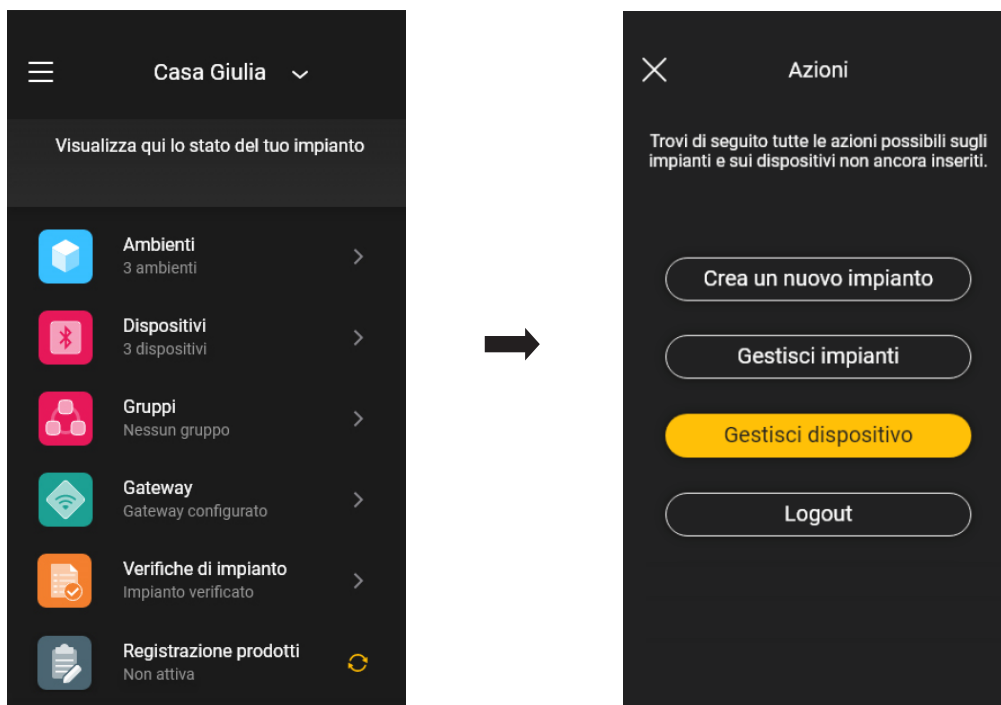 Casa Giulia
Visualizza qui lo stato del tuo impianto
Ambienti
3 ambienti
Dispositivi
3 dispositivi
Gruppi
Nessun gruppo
Gateway
Gateway configurato
Verifiche di impianto
Impianto verificato
Registrazione prodotti
Non attiva
Azioni
Trovi di seguito tutte le azioni possibili sugli
impianti e sui dispositivi non ancora inseriti.
Crea un nuovo impianto
Gestisci impianti
Gestisci dispositivo
Logout